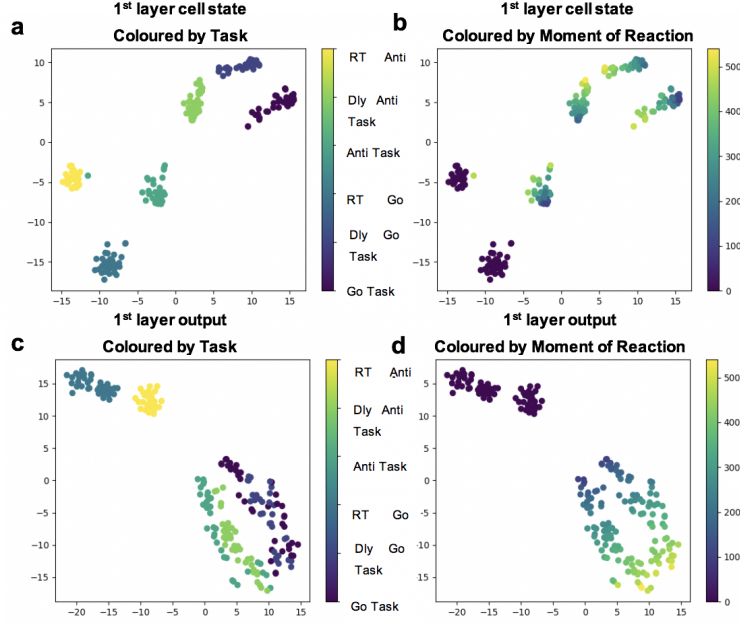 1st layer cell state
a
Coloured by Task
10
5
0
−5
−10
−15
−15
−10
−5
0
5
10
15
RT Anti
Dly Anti
Task
Anti Task
RT Go
Dly Go
Task
Go Task
1st layer cell state
b
Coloured by Moment of Reaction
10
5
0
−5
−10
−15
−15
−10
−5
0
5
10
15
500
400
300
200
100
0
1st layer output
c
Coloured by Task
15
10
5
0
−5
−10
−15
−20
−15
−10
−5
0
5
10
15
RT Anti
Dly Anti
Task
Anti Task
RT Go
Dly Go
Task
Go Task
1st layer output
d
Coloured by Moment of Reaction
15
10
5
0
−5
−10
−15
−20
−15
−10
−5
0
5
10
15
500
400
300
200
100
0